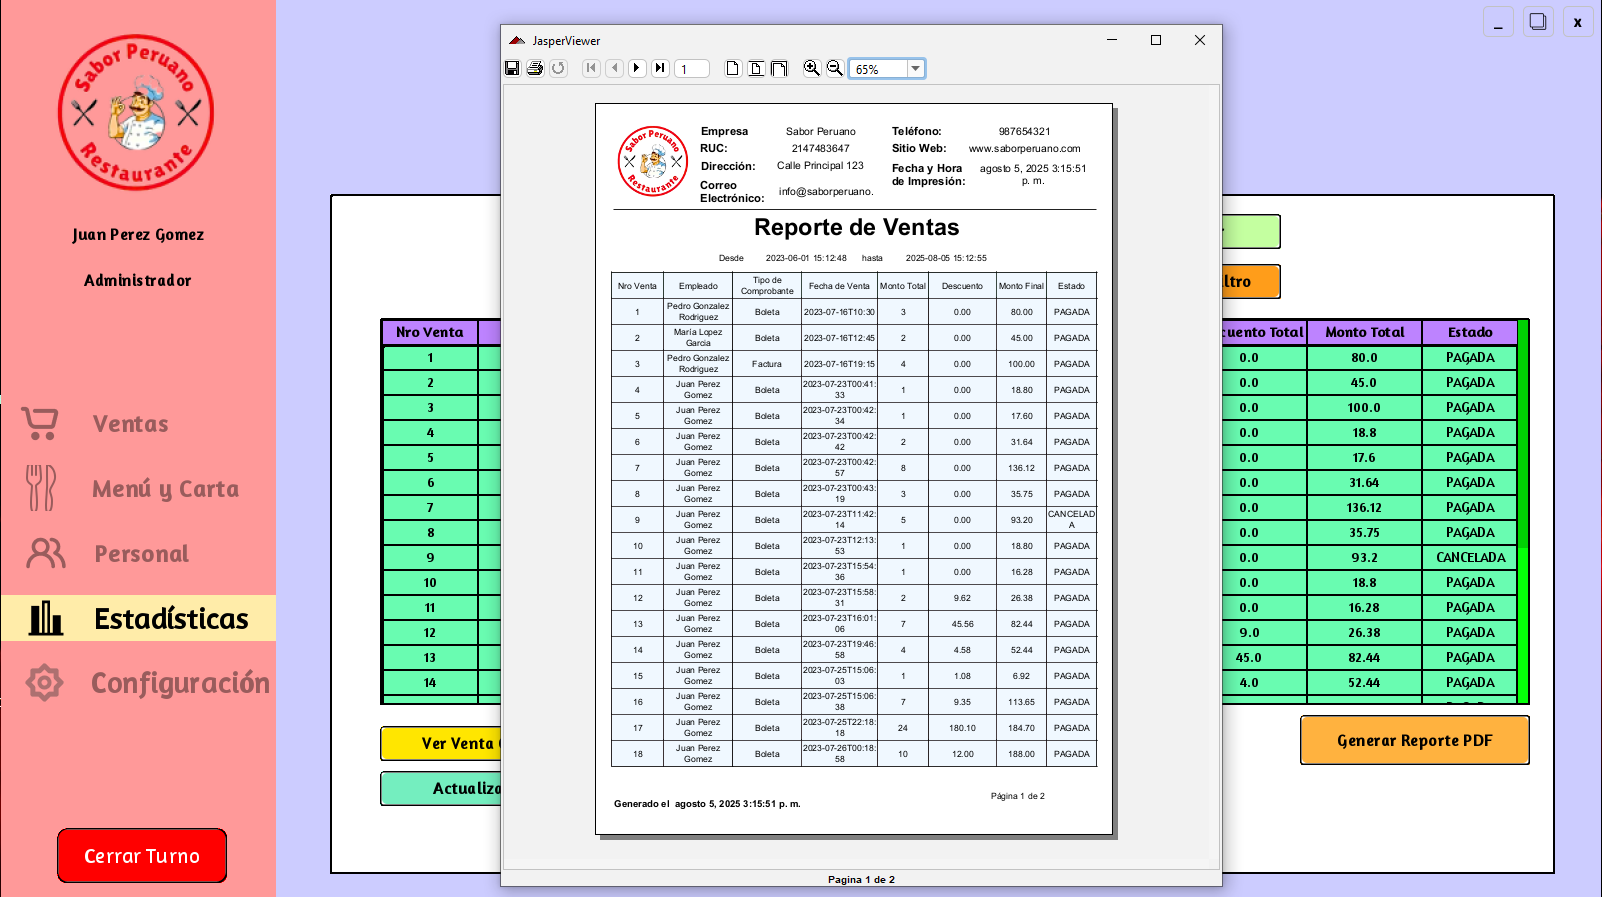 Sabor Peruano
Restaurante
Juan Perez Gomez
Administrador
Ventas
Menú y Carta
Personal
Estadísticas
Configuración
Cerrar Turno
_ x
JasperViewer
1
65%
Sabor Peruano
Restaurante
Empresa Sabor Peruano Teléfono: 987654321
RUC: 2147483647 Sitio Web: www.saborperuano.com
Dirección: Calle Principal 123 Fecha y Hora de Impresión: agosto 5, 2025 3:15:51 p. m.
Correo Electrónico: info@saborperuano.
Reporte de Ventas
Desde 2023-06-01 15:12:48 hasta 2025-08-05 15:12:55
Nro Venta Empleado Tipo de Comprobante Fecha de Venta Monto Total Descuento Monto Final Estado
1 Pedro Gonzalez Rodriguez Boleta 2023-07-16T10:30 3 0.00 80.00 PAGADA
2 María Lopez Garcia Boleta 2023-07-16T12:45 2 0.00 45.00 PAGADA
3 Pedro Gonzalez Rodriguez Factura 2023-07-16T19:15 4 0.00 100.00 PAGADA
4 Juan Perez Gomez Boleta 2023-07-23T00:41:33 1 0.00 18.80 PAGADA
5 Juan Perez Gomez Boleta 2023-07-23T00:42:34 1 0.00 17.60 PAGADA
6 Juan Perez Gomez Boleta 2023-07-23T00:42:42 2 0.00 31.64 PAGADA
7 Juan Perez Gomez Boleta 2023-07-23T00:42:57 8 0.00 136.12 PAGADA
8 Juan Perez Gomez Boleta 2023-07-23T00:43:19 3 0.00 35.75 PAGADA
9 Juan Perez Gomez Boleta 2023-07-23T11:42:14 5 0.00 93.20 CANCELADA
10 Juan Perez Gomez Boleta 2023-07-23T12:13:53 1 0.00 18.80 PAGADA
11 Juan Perez Gomez Boleta 2023-07-23T15:54:36 1 0.00 16.28 PAGADA
12 Juan Perez Gomez Boleta 2023-07-23T15:58:31 2 9.62 26.38 PAGADA
13 Juan Perez Gomez Boleta 2023-07-23T16:01:06 7 45.56 82.44 PAGADA
14 Juan Perez Gomez Boleta 2023-07-23T19:46:58 4 4.58 52.44 PAGADA
15 Juan Perez Gomez Boleta 2023-07-25T15:06:03 1 1.08 6.92 PAGADA
16 Juan Perez Gomez Boleta 2023-07-25T15:06:38 7 9.35 113.65 PAGADA
17 Juan Perez Gomez Boleta 2023-07-25T22:18:18 24 180.10 184.70 PAGADA
18 Juan Perez Gomez Boleta 2023-07-26T00:18:58 10 12.00 188.00 PAGADA
Página 1 de 2
Generado el agosto 5, 2025 3:15:51 p. m.
Pagina 1 de 2
ltro
Nro Venta cuento Total Monto Total Estado
1 0.0 80.0 PAGADA
2 0.0 45.0 PAGADA
3 0.0 100.0 PAGADA
4 0.0 18.8 PAGADA
5 0.0 17.6 PAGADA
6 0.0 31.64 PAGADA
7 0.0 136.12 PAGADA
8 0.0 35.75 PAGADA
9 0.0 93.2 CANCELADA
10 0.0 18.8 PAGADA
11 0.0 16.28 PAGADA
12 9.0 26.38 PAGADA
13 45.0 82.44 PAGADA
14 4.0 52.44 PAGADA
Ver Venta
Actualiza
Generar Reporte PDF